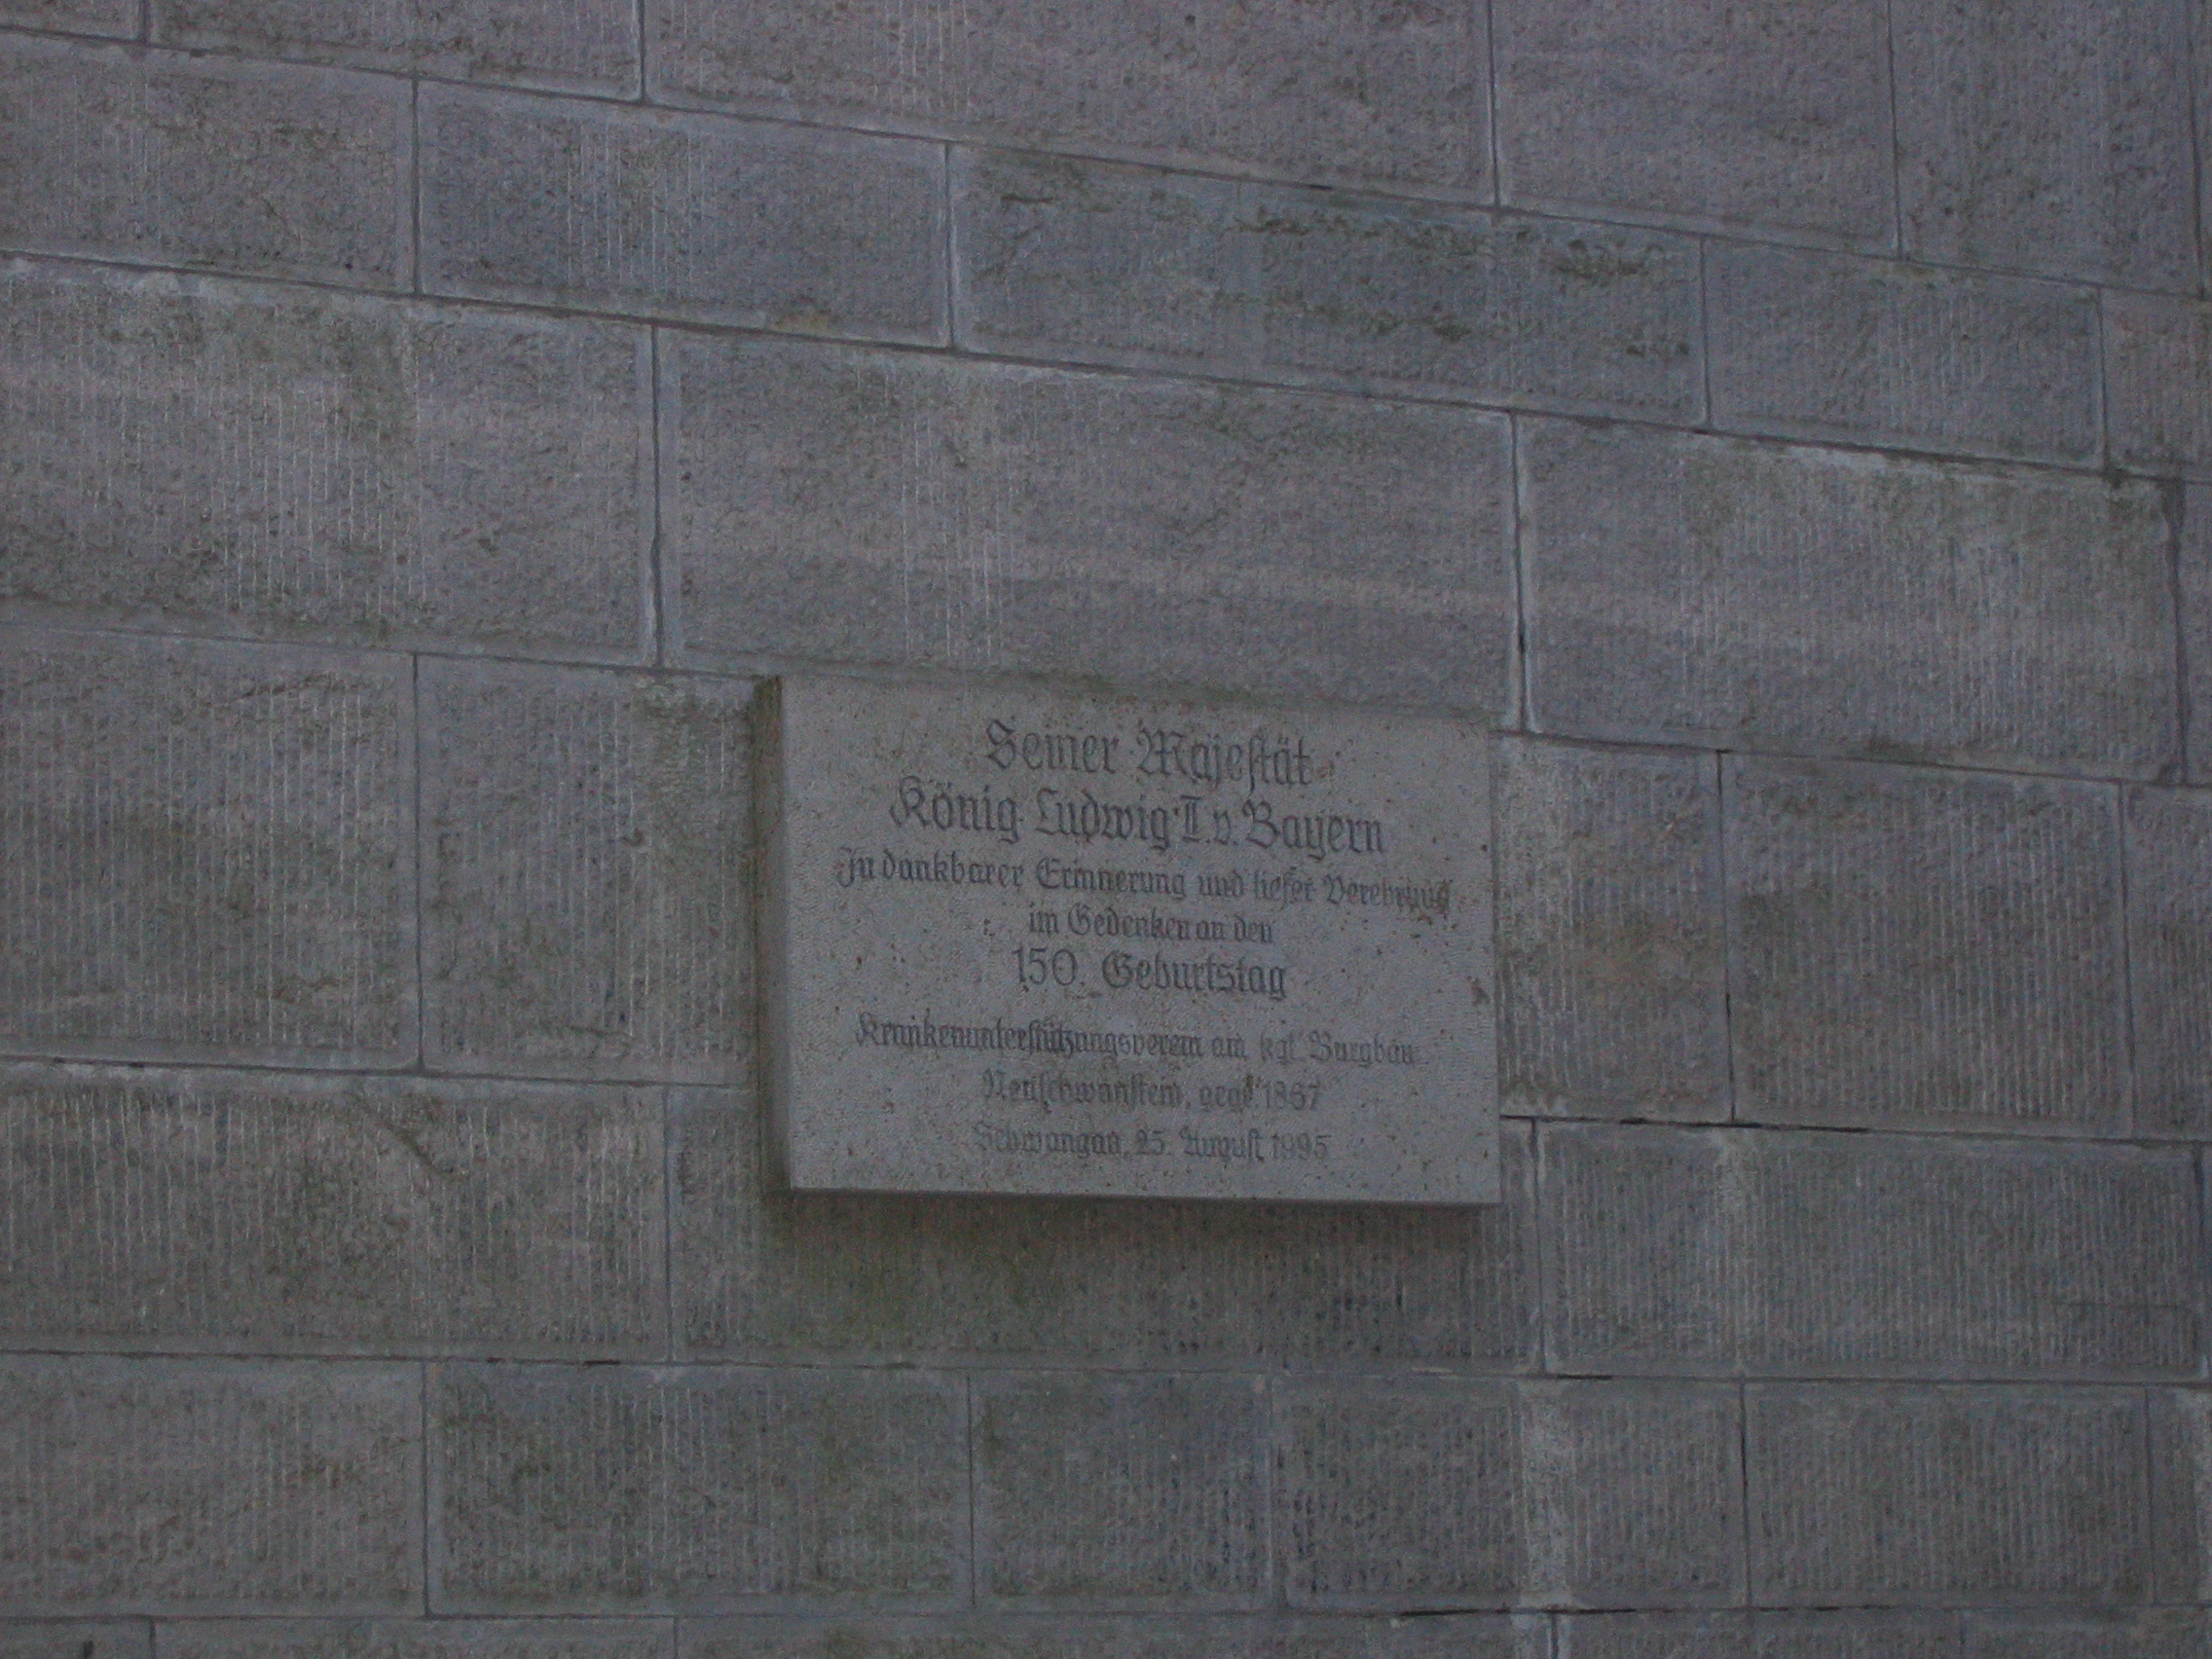 Seiner Majestät
König Ludwig II. v. Bayern
In dankbarer Erinnerung und tiefer Verehrung
im Gedenken an den
150. Geburtstag
Krankenunterstützungsverein am kgl. Burgbau
Neuschwanstein, gegr. 1867
Schwangau, 25. August 1995